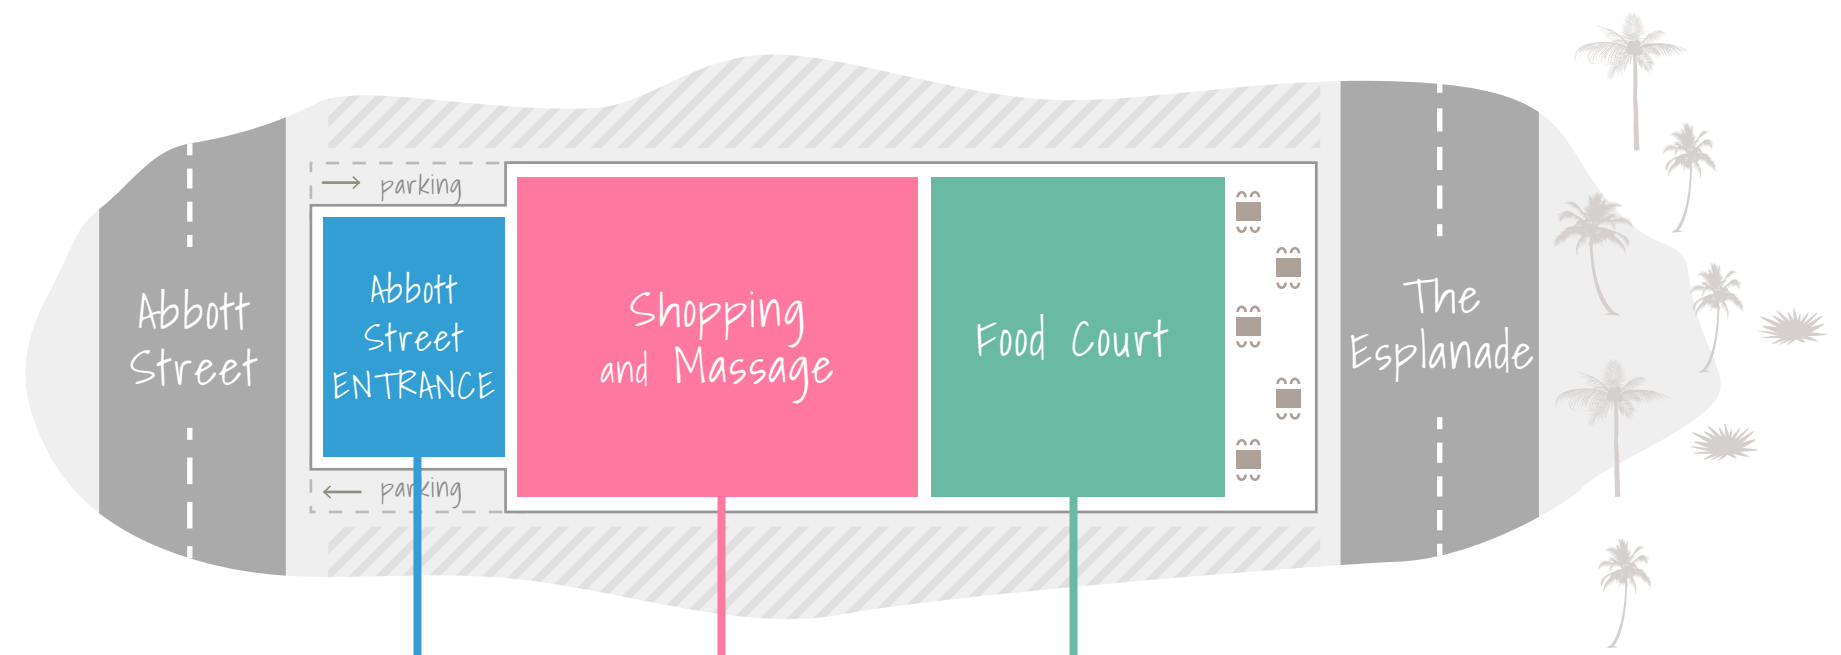 parking
Abbott
Street
Abbott
Street
ENTRANCE
Shopping
and Massage
Food Court
The
Esplanade
parking